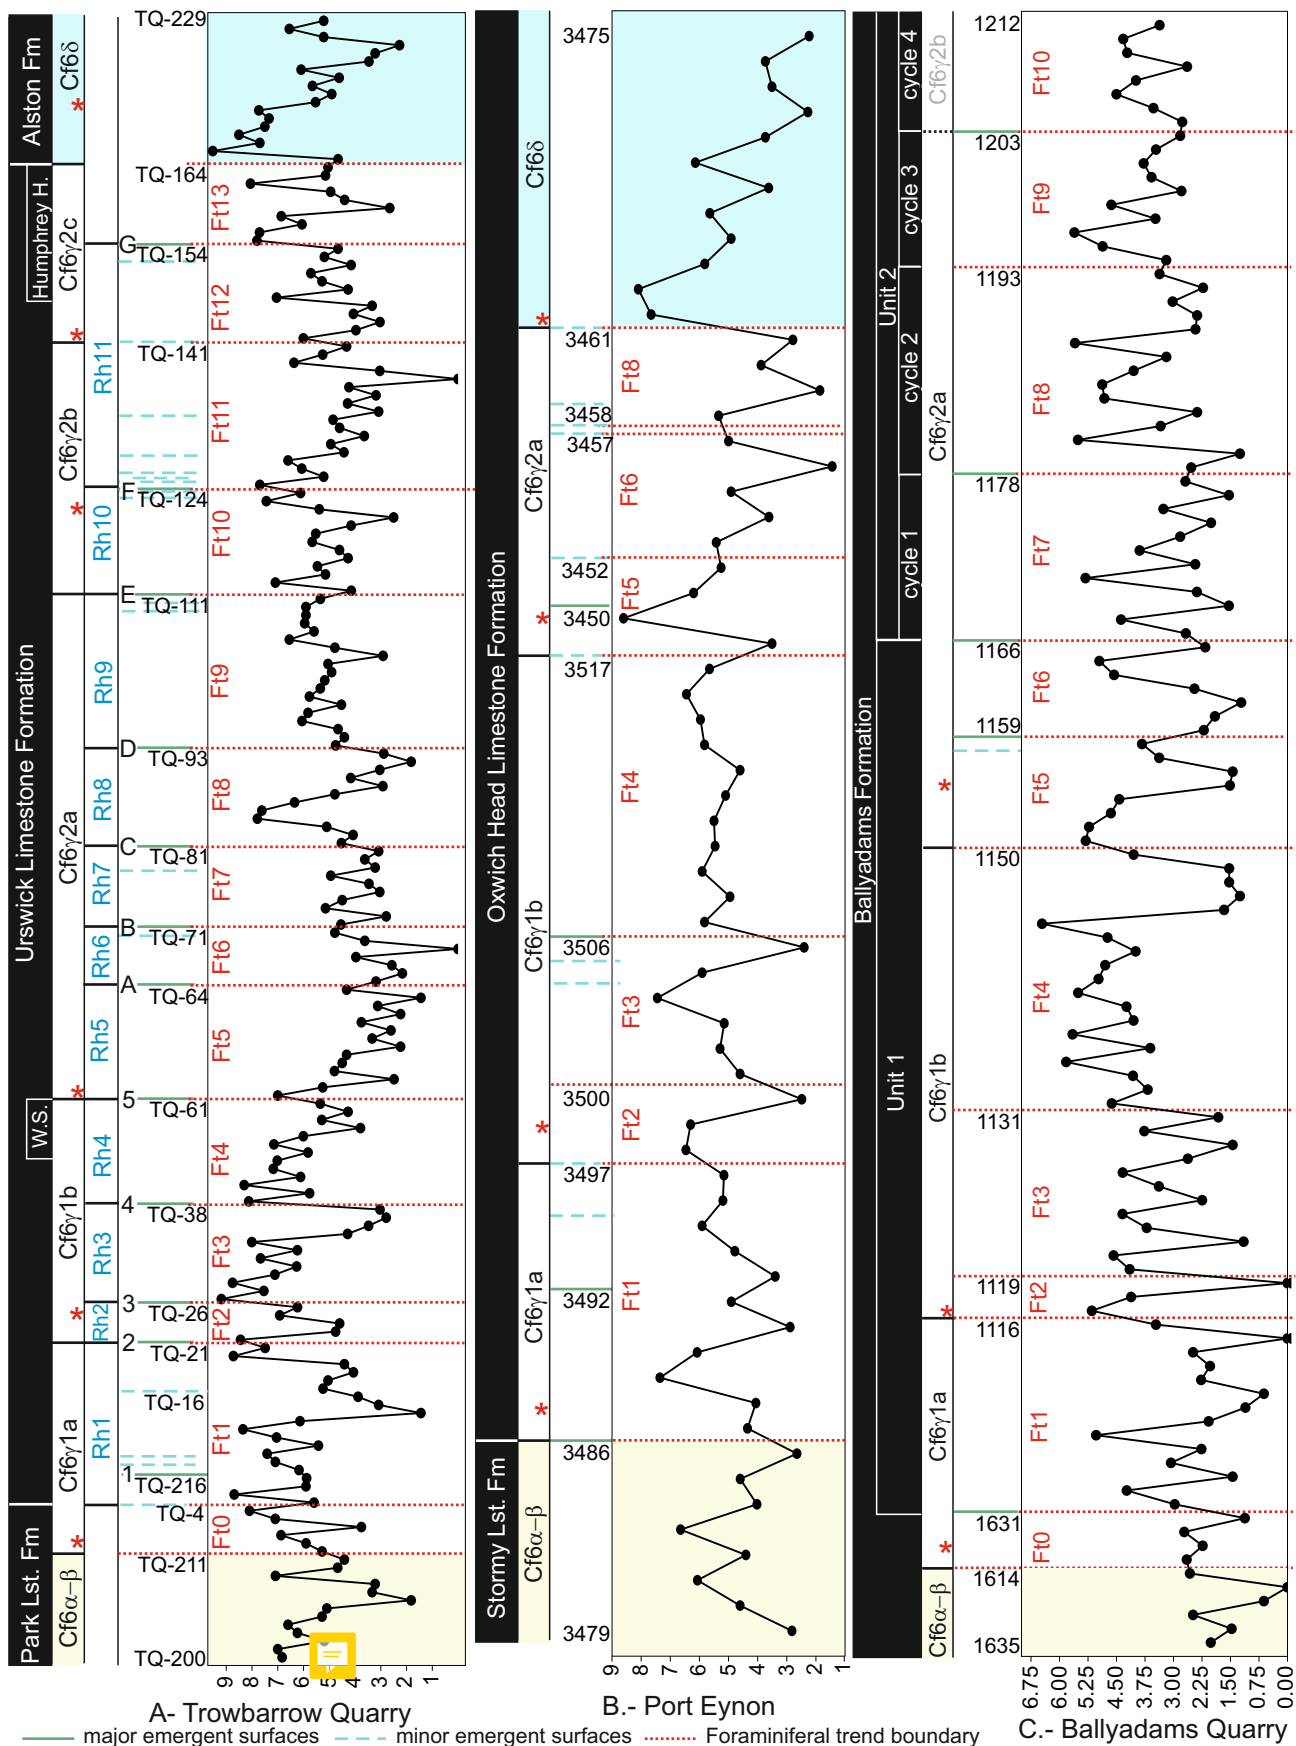 Alston Fm
Humphrey H.
Urswick Limestone Formation
W.S.
Park Lst. Fm
Cf6δ
*
Cf6γ2c
*
Cf6γ2b
*
Cf6γ2a
*
Cf6γ1b
*
Cf6γ1a
*
Cf6α–β
Rh11
Rh10
Rh9
Rh8
Rh7
Rh6
Rh5
Rh4
Rh3
Rh2
Rh1
G
F
E
D
C
B
A
5
4
3
2
1
TQ-229
TQ-164
TQ-154
TQ-141
TQ-124
TQ-111
TQ-93
TQ-81
TQ-71
TQ-64
TQ-61
TQ-38
TQ-26
TQ-21
TQ-16
TQ-216
TQ-4
TQ-211
TQ-200
Ft13
Ft12
Ft11
Ft10
Ft9
Ft8
Ft7
Ft6
Ft5
Ft4
Ft3
Ft2
Ft1
Ft0
9 8 7 6 5 4 3 2 1
A- Trowbarrow Quarry
Oxwich Head Limestone Formation
Stormy Lst. Fm
Cf6δ
*
Cf6γ2a
*
Cf6γ1b
*
Cf6γ1a
*
Cf6α–β
3475
3461
3458
3457
3452
3450
3517
3506
3500
3497
3492
3486
3479
Ft8
Ft6
Ft5
Ft4
Ft3
Ft2
Ft1
9 8 7 6 5 4 3 2 1
B.- Port Eynon
Ballyadams Formation
Unit 2
Unit 1
cycle 4
cycle 3
cycle 2
cycle 1
Cf6γ2b
Cf6γ2a
*
Cf6γ1b
*
Cf6γ1a
*
Cf6α–β
1212
1203
1193
1178
1166
1159
1150
1131
1119
1116
1631
1614
1635
Ft10
Ft9
Ft8
Ft7
Ft6
Ft5
Ft4
Ft3
Ft2
Ft1
Ft0
6.75 6.00 5.25 4.50 3.75 3.00 2.25 1.50 0.75 0.00
C.- Ballyadams Quarry
major emergent surfaces minor emergent surfaces Foraminiferal trend boundary